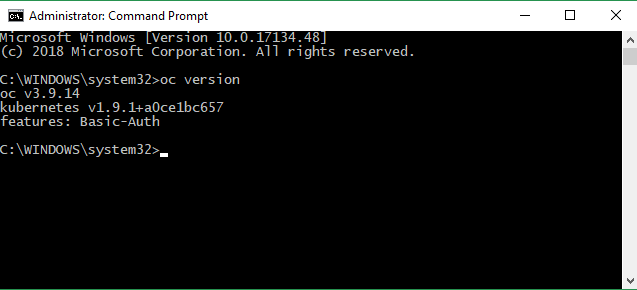 Administrator: Command Prompt
Microsoft Windows [Version 10.0.17134.48]
(c) 2018 Microsoft Corporation. All rights reserved.
C:\WINDOWS\system32>oc version
oc v3.9.14
kubernetes v1.9.1+a0ce1bc657
features: Basic-Auth
C:\WINDOWS\system32>